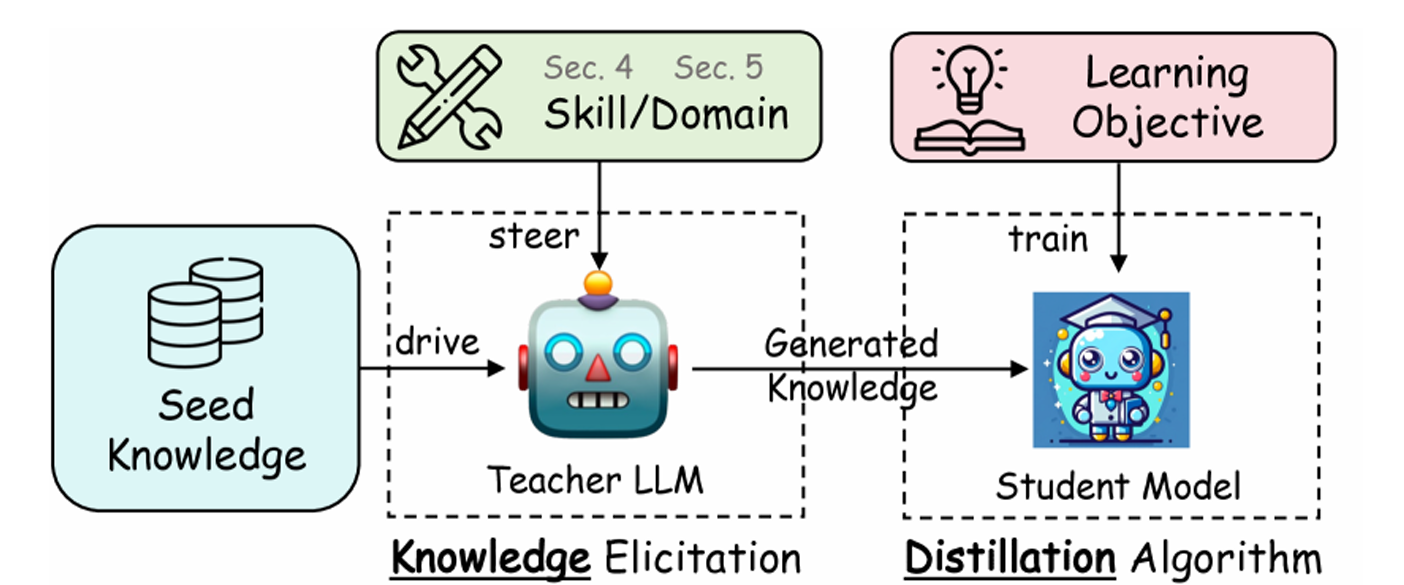 Sec. 4 Sec. 5
Skill/Domain
Learning
Objective
steer
train
drive
Generated
Knowledge
Seed
Knowledge
Teacher LLM
Student Model
Knowledge Elicitation
Distillation Algorithm